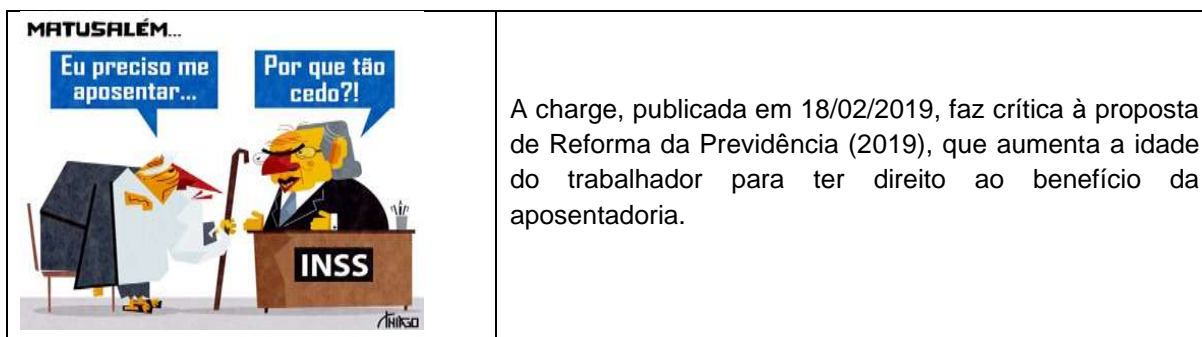 MATUSALÉM...
Eu preciso me
aposentar...
Por que tão
cedo?!
INSS
THIAGO
A charge, publicada em 18/02/2019, faz crítica à proposta
de Reforma da Previdência (2019), que aumenta a idade
do trabalhador para ter direito ao benefício da
aposentadoria.